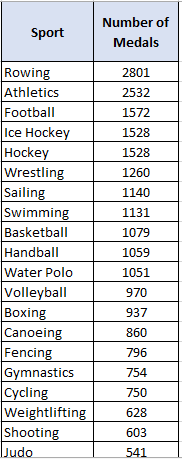 Sport Number of
Medals
Rowing 2801
Athletics 2532
Football 1572
Ice Hockey 1528
Hockey 1528
Wrestling 1260
Sailing 1140
Swimming 1131
Basketball 1079
Handball 1059
Water Polo 1051
Volleyball 970
Boxing 937
Canoeing 860
Fencing 796
Gymnastics 754
Cycling 750
Weightlifting 628
Shooting 603
Judo 541